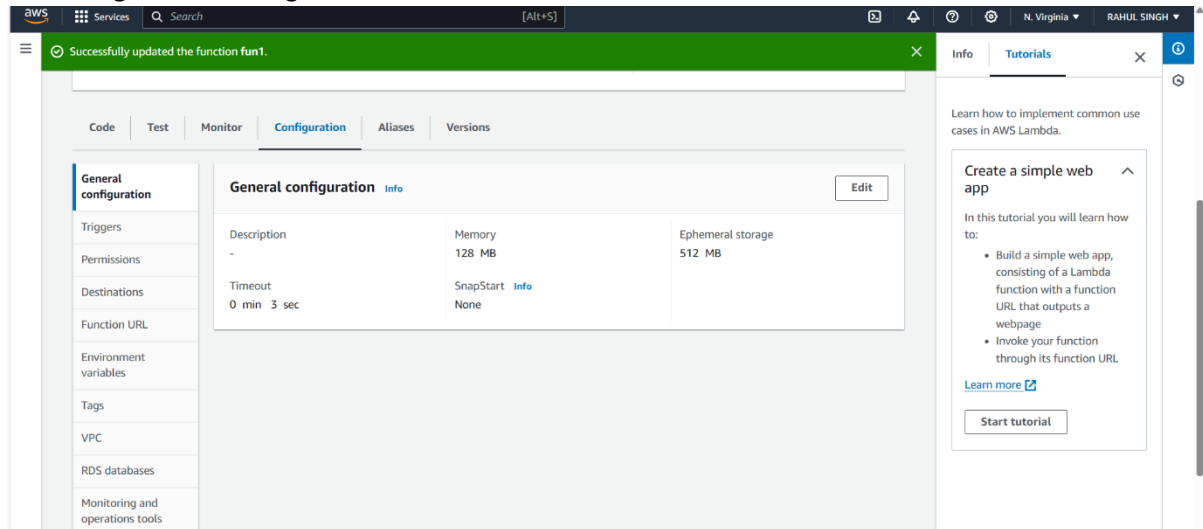 aws
Services
Search
[Alt+S]
N. Virginia ▼
RAHUL SINGH ▼
Successfully updated the function fun1.
Info
Tutorials
Learn how to implement common use
cases in AWS Lambda.
Code
Test
Monitor
Configuration
Aliases
Versions
General
configuration
Triggers
Permissions
Destinations
Function URL
Environment
variables
Tags
VPC
RDS databases
Monitoring and
operations tools
General configuration Info
Edit
Description
-
Memory
128 MB
Ephemeral storage
512 MB
Timeout
0 min 3 sec
SnapStart Info
None
Create a simple web
app
In this tutorial you will learn how
to:
• Build a simple web app,
consisting of a Lambda
function with a function
URL that outputs a
webpage
• Invoke your function
through its function URL
Learn more
Start tutorial